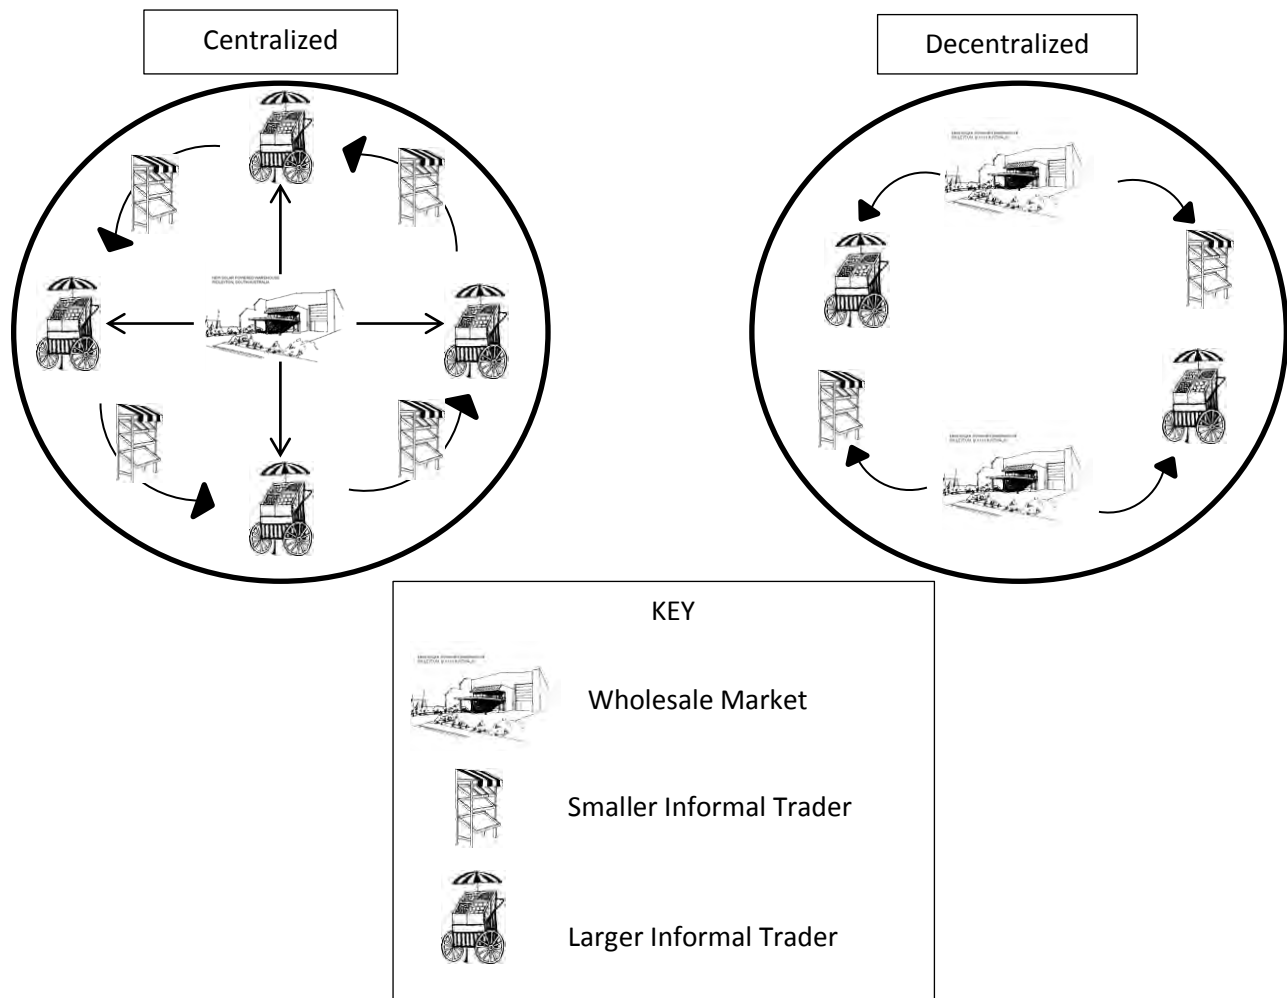 Centralized
Decentralized
KEY
Wholesale Market
Smaller Informal Trader
Larger Informal Trader